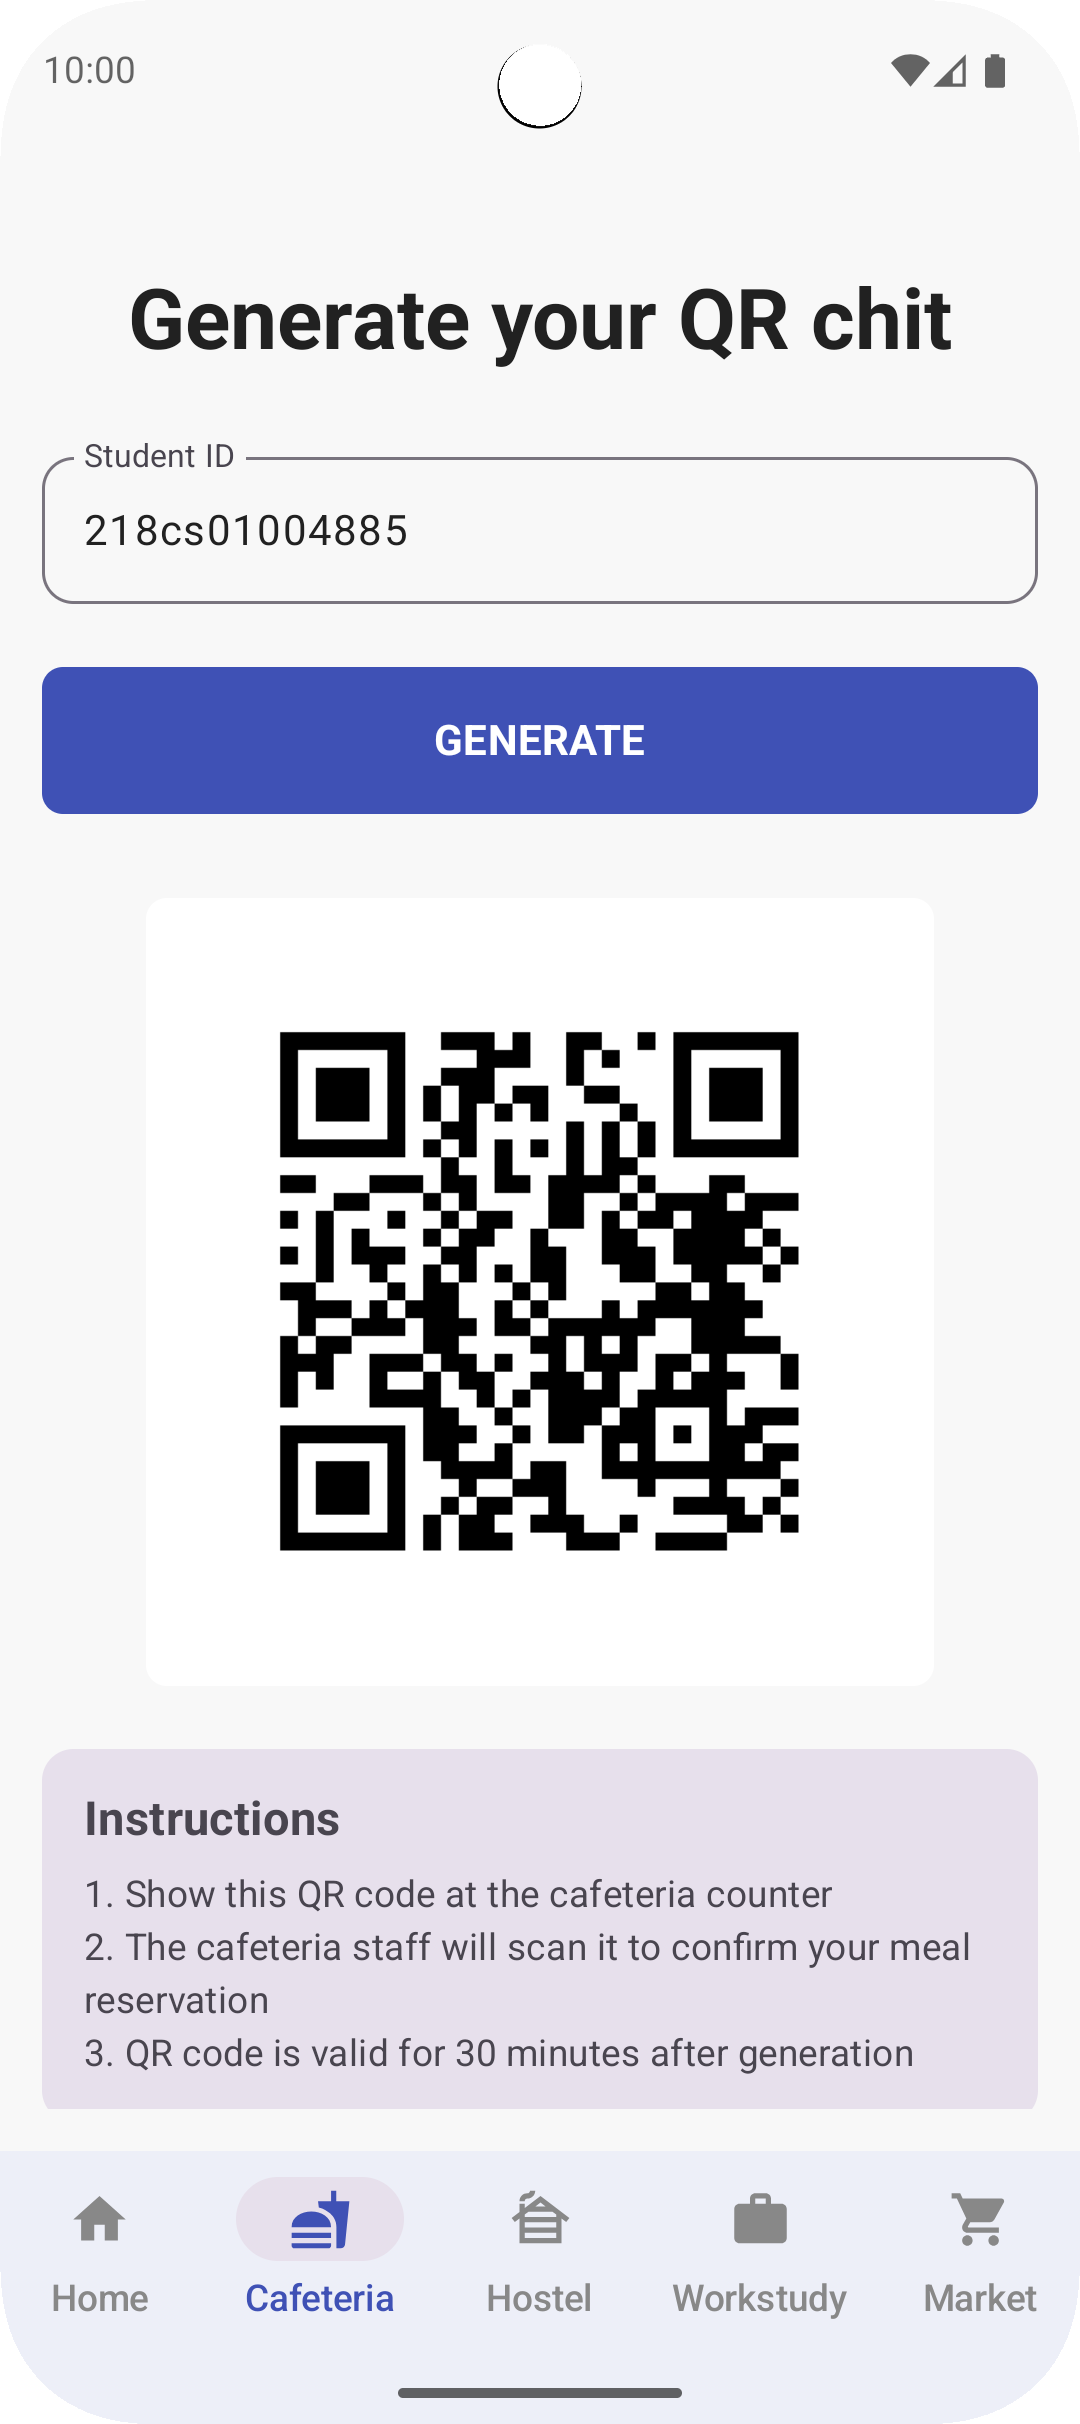 10:00
Generate your QR chit
Student ID
218cs01004885
GENERATE
Instructions
1. Show this QR code at the cafeteria counter
2. The cafeteria staff will scan it to confirm your meal
reservation
3. QR code is valid for 30 minutes after generation
Home
Cafeteria
Hostel
Workstudy
Market